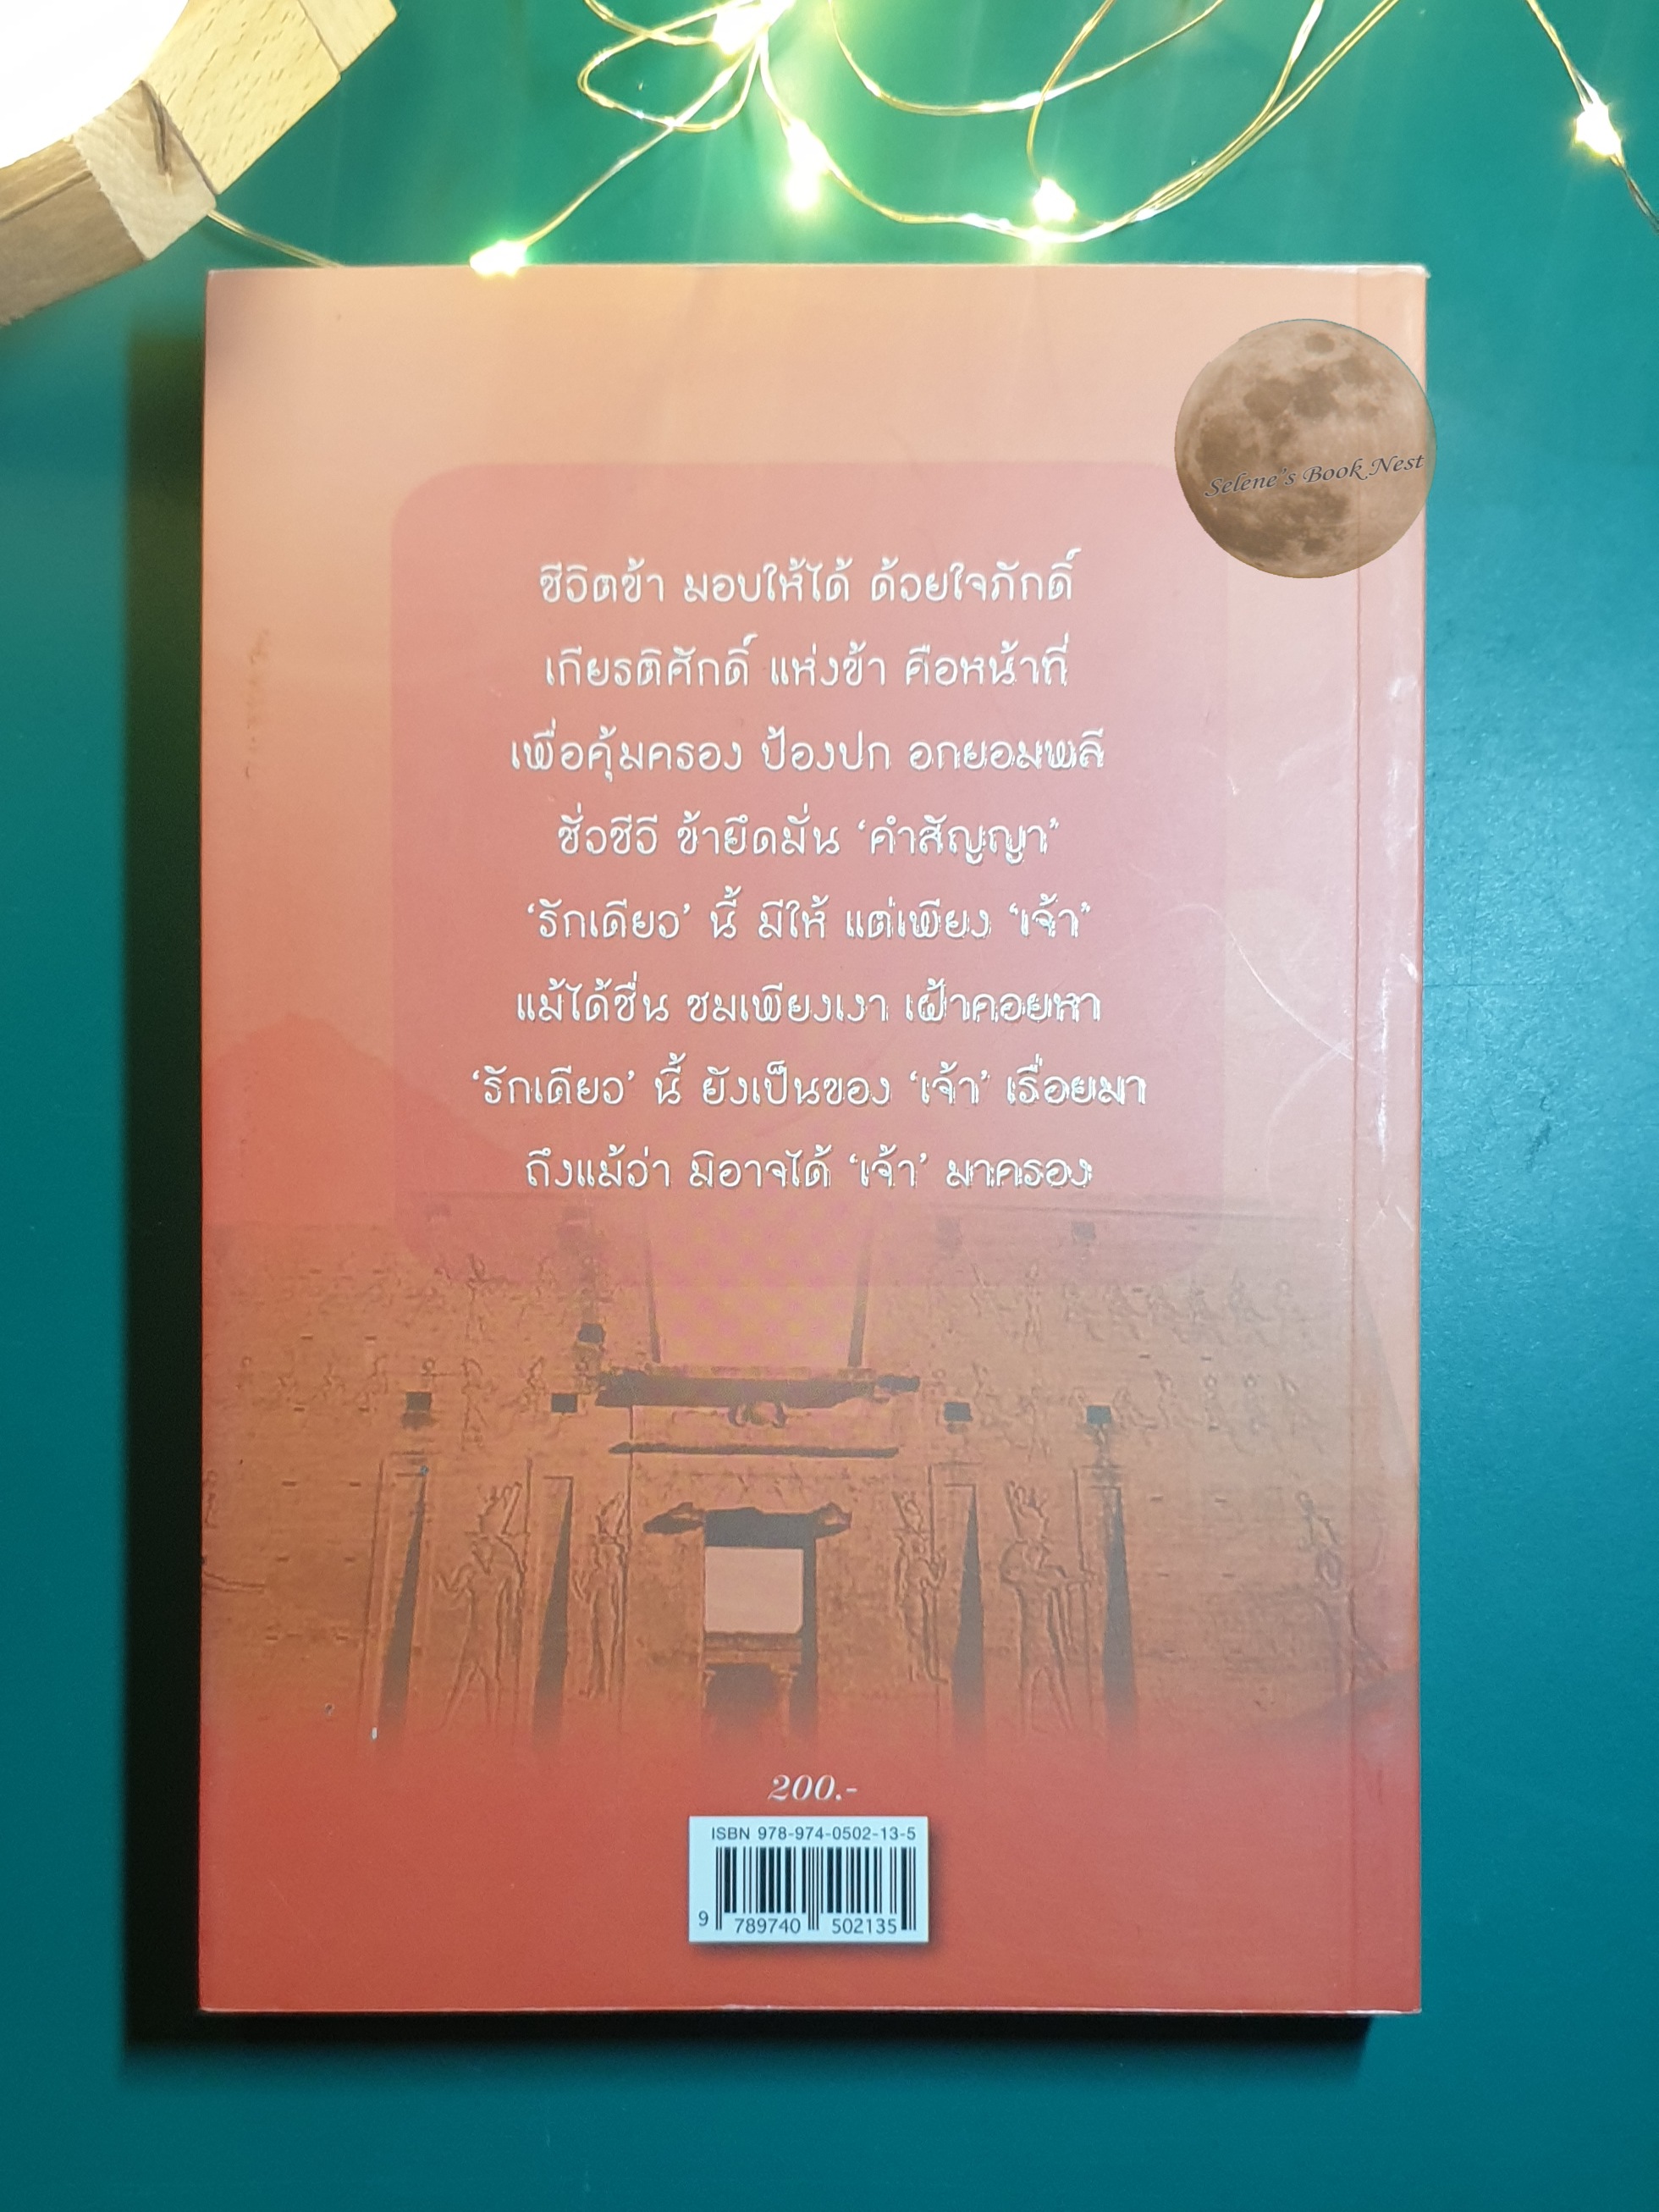 Selene's Book Nest
ชีวิตข้า มอบให้ได้ ด้วยใจภักดิ์
เกียรติศักดิ์ แห่งข้า คือหน้าที่
เพื่อคุ้มครอง ป้องปก อกยอมพลี
ชั่วชีวี ข้ายึดมั่น ‘คำสัญญา’
‘รักเดียว’ นี้ มีให้ แต่เพียง ‘เจ้า’
แม้ได้ชื่น ชมเพียงเงา เฝ้าคอยหา
‘รักเดียว’ นี้ ยังเป็นของ ‘เจ้า’ เรื่อยมา
ถึงแม้ว่า มิอาจได้ ‘เจ้า’ มาครอง
200.-
ISBN 978-974-0502-13-5
9 789740 502135